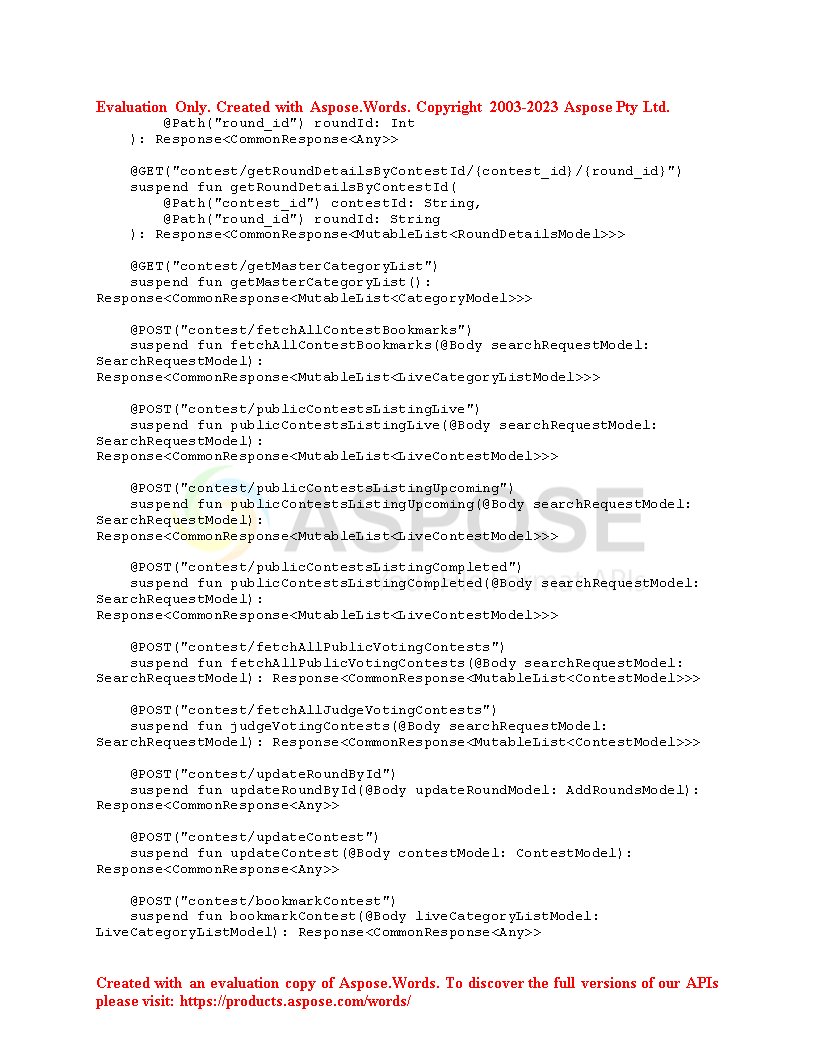 Evaluation Only. Created with Aspose.Words. Copyright 2003-2023 Aspose Pty Ltd.
@Path("round_id") roundId: Int
): Response<CommonResponse<Any>>
@GET("contest/getRoundDetailsByContestId/{contest_id}/{round_id}")
suspend fun getRoundDetailsByContestId(
@Path("contest_id") contestId: String,
@Path("round_id") roundId: String
): Response<CommonResponse<MutableList<RoundDetailsModel>>>
@GET("contest/getMasterCategoryList")
suspend fun getMasterCategoryList():
Response<CommonResponse<MutableList<CategoryModel>>>
@POST("contest/fetchAllContestBookmarks")
suspend fun fetchAllContestBookmarks(@Body searchRequestModel:
SearchRequestModel):
Response<CommonResponse<MutableList<LiveCategoryListModel>>>
@POST("contest/publicContestsListingLive")
suspend fun publicContestsListingLive(@Body searchRequestModel:
SearchRequestModel):
Response<CommonResponse<MutableList<LiveContestModel>>>
@POST("contest/publicContestsListingUpcoming")
suspend fun publicContestsListingUpcoming(@Body searchRequestModel:
SearchRequestModel):
Response<CommonResponse<MutableList<LiveContestModel>>>
ASPOSE
@POST("contest/publicContestsListingCompleted")
suspend fun publicContestsListingCompleted(@Body searchRequestModel:
SearchRequestModel):
Response<CommonResponse<MutableList<LiveContestModel>>>
@POST("contest/fetchAllPublicVotingContests")
suspend fun fetchAllPublicVotingContests(@Body searchRequestModel:
SearchRequestModel): Response<CommonResponse<MutableList<ContestModel>>>
@POST("contest/fetchAllJudgeVotingContests")
suspend fun judgeVotingContests(@Body searchRequestModel:
SearchRequestModel): Response<CommonResponse<MutableList<ContestModel>>>
@POST("contest/updateRoundById")
suspend fun updateRoundById(@Body updateRoundModel: AddRoundsModel):
Response<CommonResponse<Any>>
@POST("contest/updateContest")
suspend fun updateContest(@Body contestModel: ContestModel):
Response<CommonResponse<Any>>
@POST("contest/bookmarkContest")
suspend fun bookmarkContest(@Body liveCategoryListModel:
LiveCategoryListModel): Response<CommonResponse<Any>>
Created with an evaluation copy of Aspose.Words. To discover the full versions of our APIs
please visit: https://products.aspose.com/words/